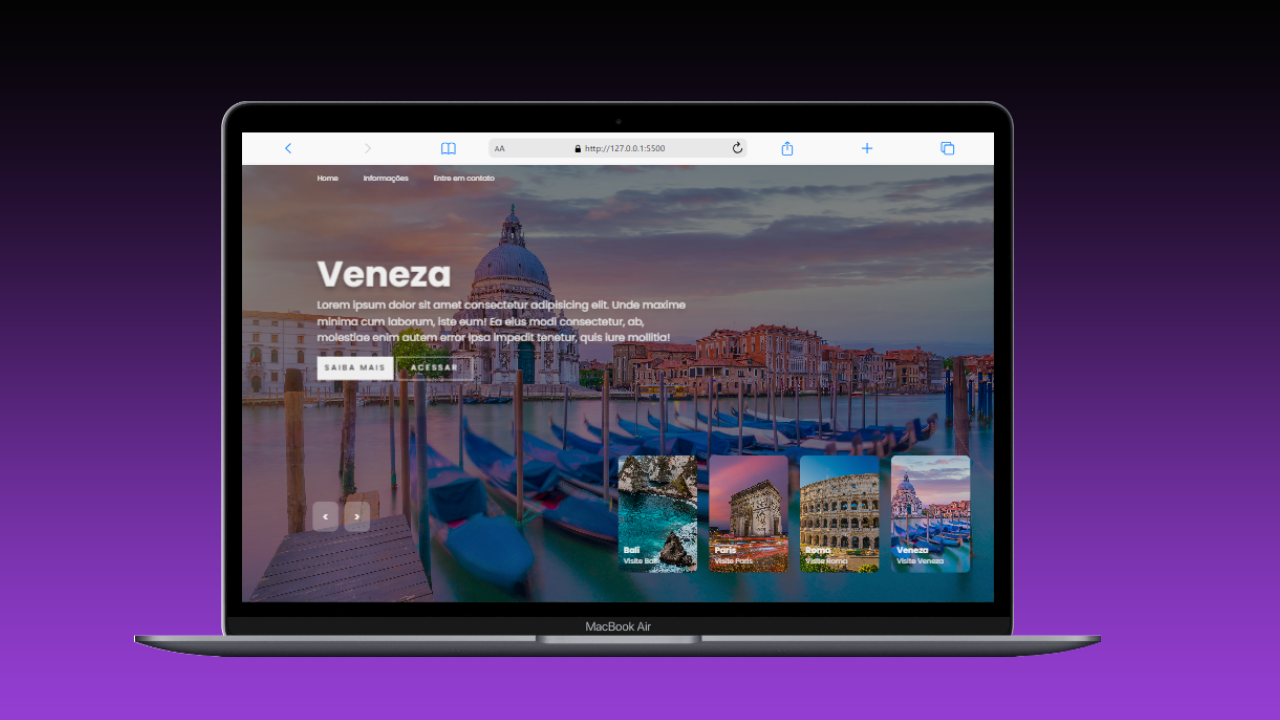 AA
http://127.0.0.1:5500
Home Informações Entre em contato
Veneza
Lorem ipsum dolor sit amet consectetur adipisicing elit. Unde maxime
minima cum laborum, iste eum! Ea eius modi consectetur, ab,
molestiae enim autem error ipsa impedit tenetur, quis iure mollitia!
SAIBA MAIS ACESSAR
Bali
Visite Bali
Paris
Visite Paris
Roma
Visite Roma
Veneza
Visite Veneza
MacBook Air